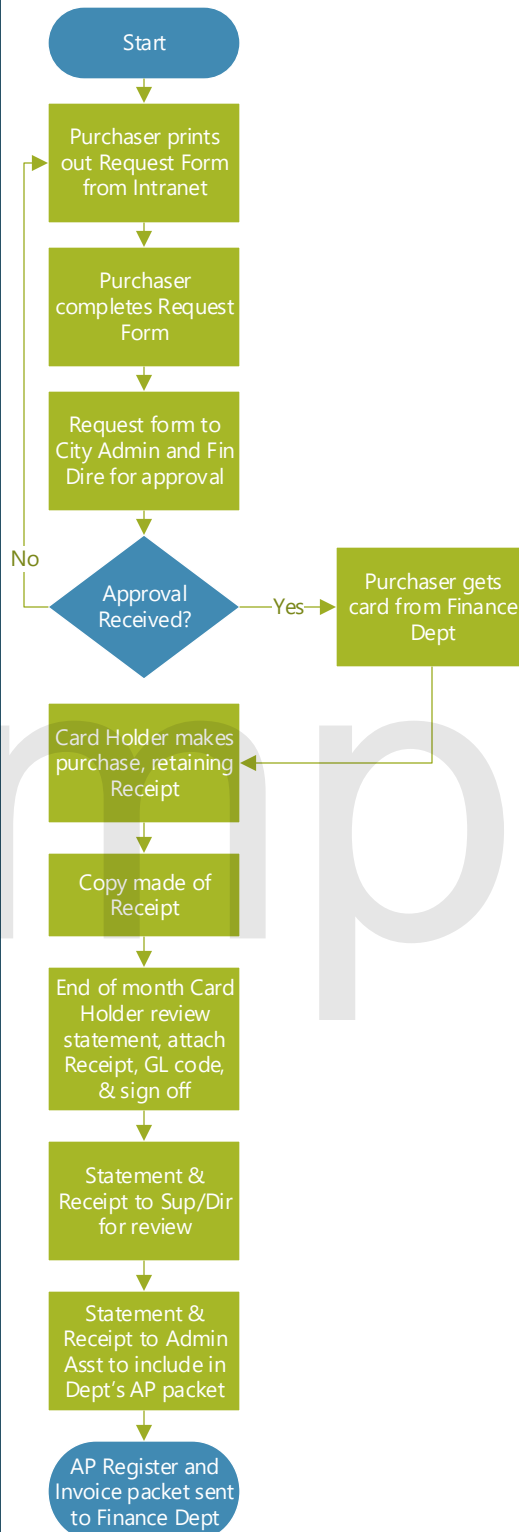 Start
Purchaser prints
out Request Form
from Intranet
Purchaser
completes Request
Form
Request form to
City Admin and Fin
Dire for approval
No
Approval
Received?
Yes
Purchaser gets
card from Finance
Dept
Card Holder makes
purchase, retaining
Receipt
Copy made of
Receipt
End of month Card
Holder review
statement, attach
Receipt, GL code,
& sign off
Statement &
Receipt to Sup/Dir
for review
Statement &
Receipt to Admin
Asst to include in
Dept’s AP packet
AP Register and
Invoice packet sent
to Finance Dept
mp